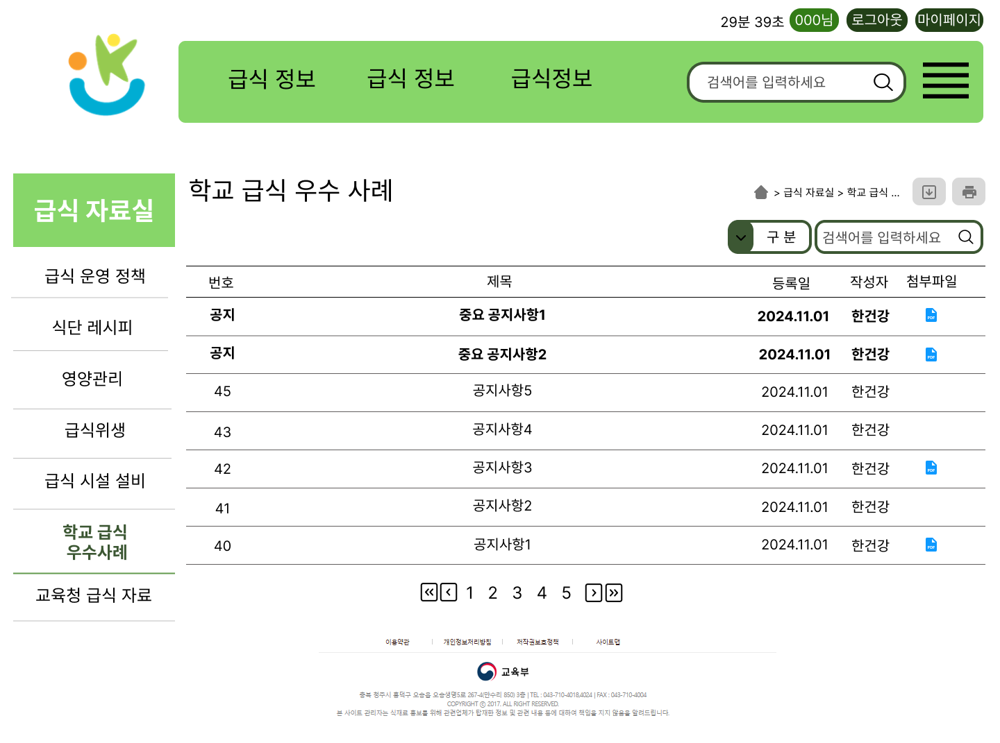 29분 39초 000님 로그아웃 마이페이지
급식 정보 급식 정보 급식정보 검색어를 입력하세요
급식 자료실
급식 운영 정책
식단 레시피
영양관리
급식위생
급식 시설 설비
학교 급식
우수사례
교육청 급식 자료
학교 급식 우수 사례
> 급식 자료실 > 학교 급식 ...
구 분 검색어를 입력하세요
번호 제목 등록일 작성자 첨부파일
공지 중요 공지사항1 2024.11.01 한건강 PDF
공지 중요 공지사항2 2024.11.01 한건강 PDF
45 공지사항5 2024.11.01 한건강
43 공지사항4 2024.11.01 한건강
42 공지사항3 2024.11.01 한건강 PDF
41 공지사항2 2024.11.01 한건강
40 공지사항1 2024.11.01 한건강 PDF
1 2 3 4 5
이용약관 개인정보처리방침 저작권보호정책 사이트맵
교육부
충북 청주시 흥덕구 오송읍 오송생명5로 267-4(만수리 850) 3층 | TEL : 043-710-4018,4024 | FAX : 043-710-4004
COPYRIGHT ⓒ 2017. ALL RIGHT RESERVED.
본 사이트 관리자는 식재료 홍보를 위해 관련업체가 탑재한 정보 및 관련 내용 등에 대하여 책임을 지지 않음을 알려드립니다.